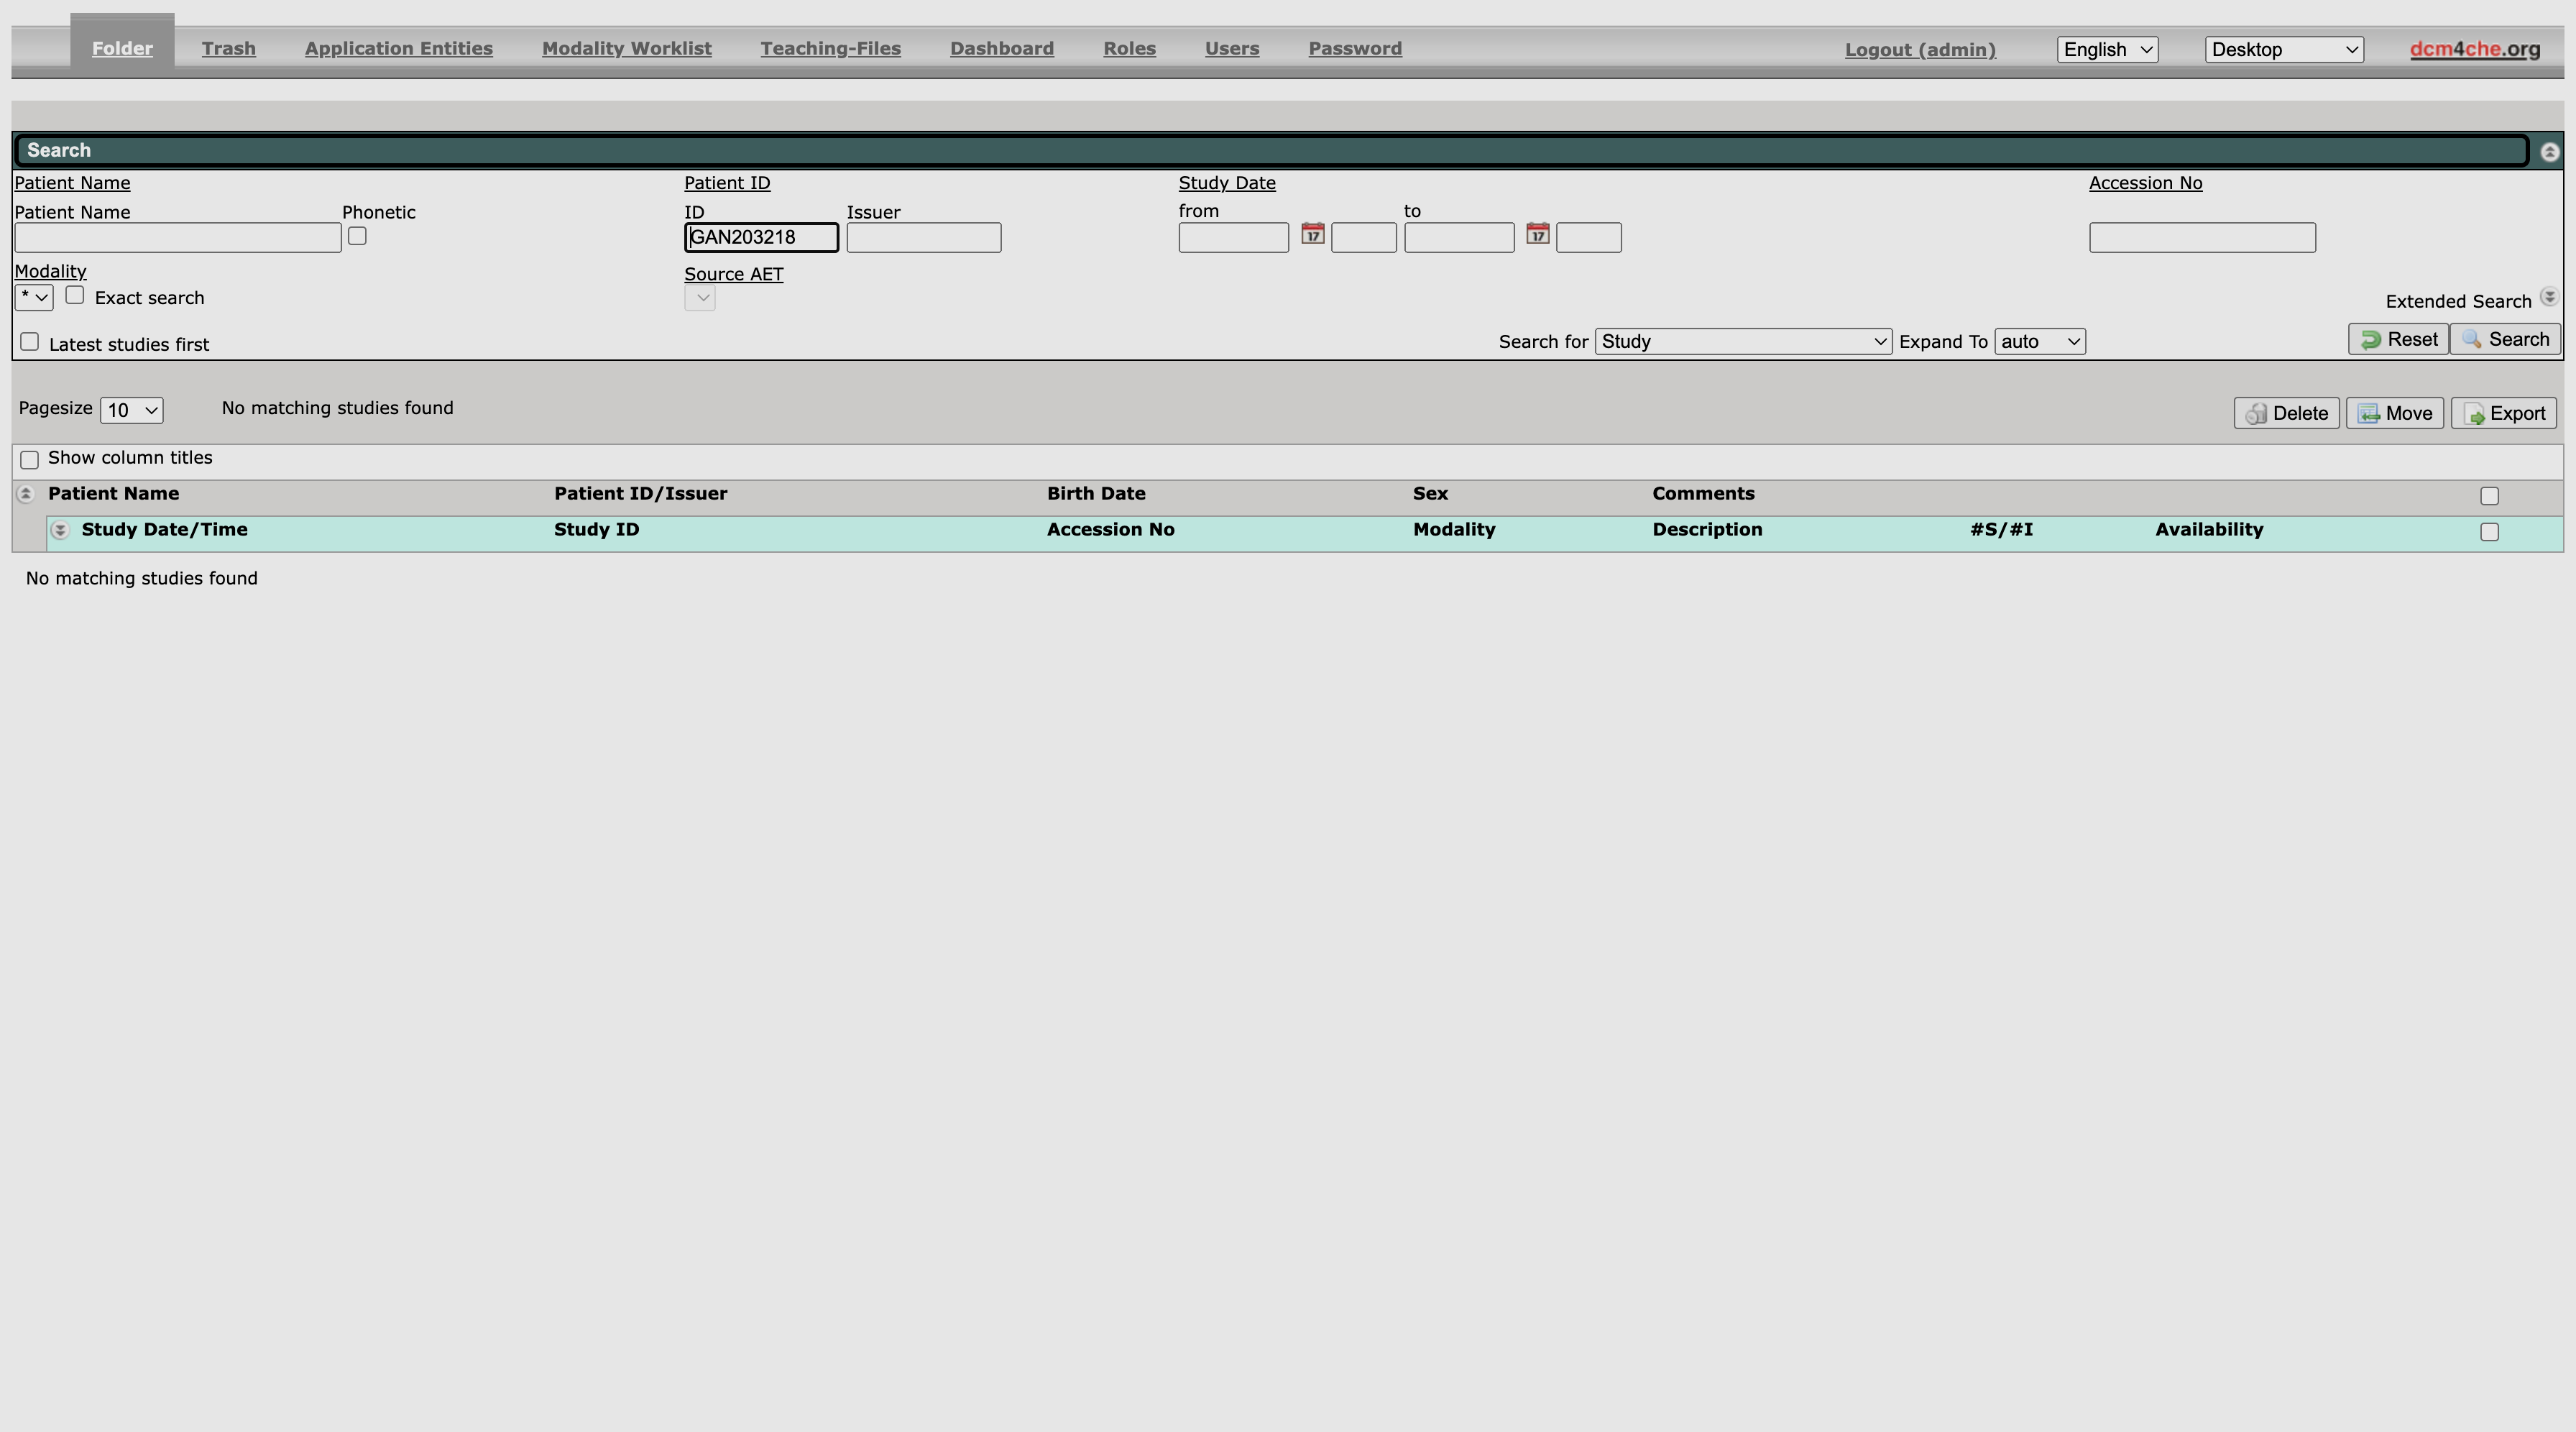 Folder Trash Application Entities Modality Worklist Teaching-Files Dashboard Roles Users Password Logout (admin) English Desktop dcm4che.org
Search
Patient Name Patient ID Study Date Accession No
Patient Name Phonetic ID Issuer from to
GAN203218 17 17
Modality Source AET
* Exact search Extended Search
Latest studies first Search for Study Expand To auto Reset Search
Pagesize 10 No matching studies found Delete Move Export
Show column titles
Patient Name Patient ID/Issuer Birth Date Sex Comments
Study Date/Time Study ID Accession No Modality Description #S/#I Availability
No matching studies found